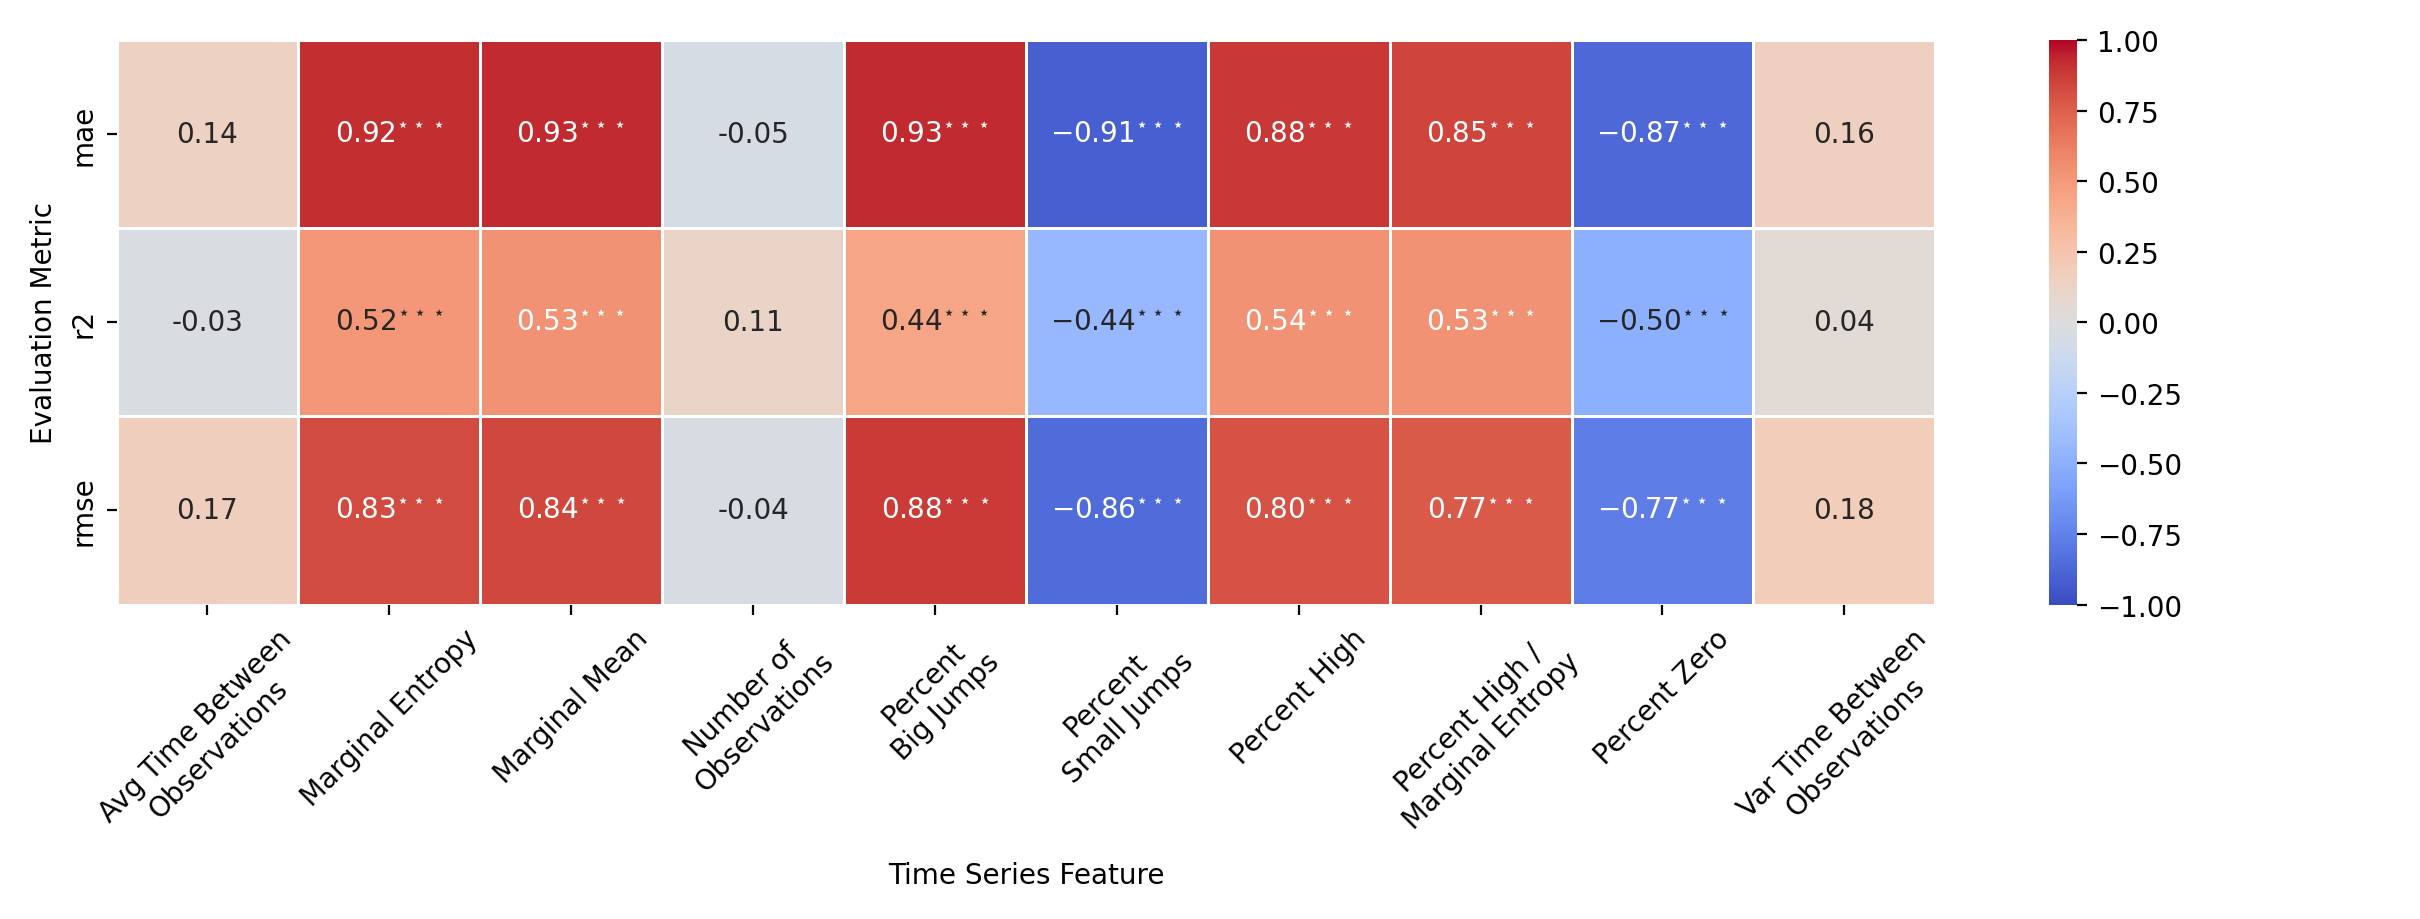 Evaluation Metric
mae
0.14
0.92⋆⋆⋆
0.93⋆⋆⋆
-0.05
0.93⋆⋆⋆
−0.91⋆⋆⋆
0.88⋆⋆⋆
0.85⋆⋆⋆
−0.87⋆⋆⋆
0.16
r2
-0.03
0.52⋆⋆⋆
0.53⋆⋆⋆
0.11
0.44⋆⋆⋆
−0.44⋆⋆⋆
0.54⋆⋆⋆
0.53⋆⋆⋆
−0.50⋆⋆⋆
0.04
rmse
0.17
0.83⋆⋆⋆
0.84⋆⋆⋆
-0.04
0.88⋆⋆⋆
−0.86⋆⋆⋆
0.80⋆⋆⋆
0.77⋆⋆⋆
−0.77⋆⋆⋆
0.18
Avg Time Between
Observations
Marginal Entropy
Marginal Mean
Number of
Observations
Percent
Big Jumps
Percent
Small Jumps
Percent High
Percent High /
Marginal Entropy
Percent Zero
Var Time Between
Observations
Time Series Feature
1.00
0.75
0.50
0.25
0.00
−0.25
−0.50
−0.75
−1.00